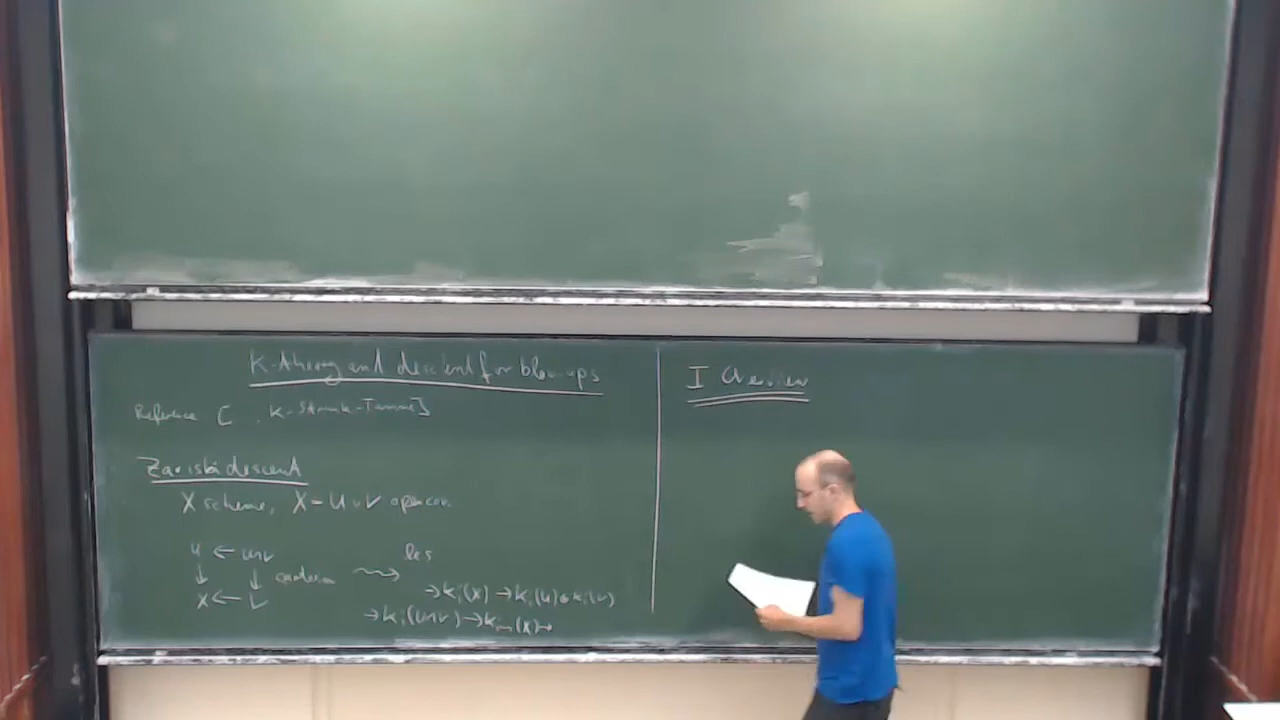 K-theory and descent for blow-ups
Reference [ , K-Strunk-Tamme]
Zariski descent
X scheme, X = U ∪ V open cov.
U ← U∩V
↓ ↓ cartesian ⇝ les
X ← V
→ K_i(X) → K_i(U) ⊕ K_i(V)
→ K_i(U∩V) → K_{i-1}(X) →
I Overview